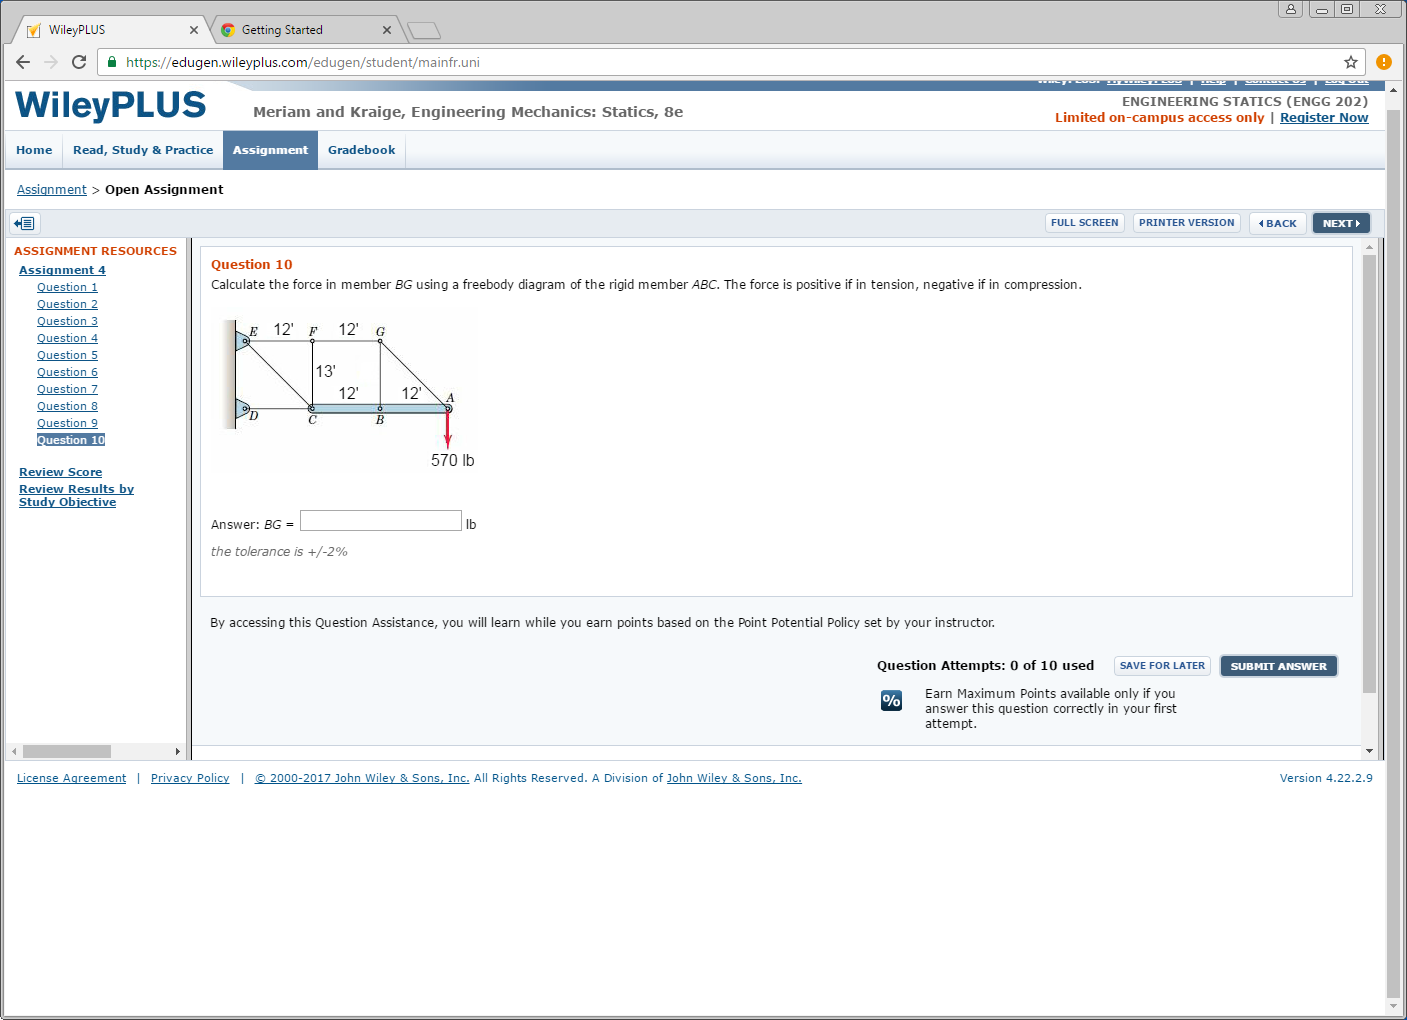 WileyPLUS
Getting Started
https://edugen.wileyplus.com/edugen/student/mainfr.uni
WileyPLUS: MyWileyPLUS | Help | Contact Us | Log Out
WileyPLUS
Meriam and Kraige, Engineering Mechanics: Statics, 8e
ENGINEERING STATICS (ENGG 202)
Limited on-campus access only | Register Now
Home
Read, Study & Practice
Assignment
Gradebook
Assignment > Open Assignment
FULL SCREEN
PRINTER VERSION
BACK
NEXT
ASSIGNMENT RESOURCES
Assignment 4
Question 1
Question 2
Question 3
Question 4
Question 5
Question 6
Question 7
Question 8
Question 9
Question 10
Review Score
Review Results by
Study Objective
Question 10
Calculate the force in member BG using a freebody diagram of the rigid member ABC. The force is positive if in tension, negative if in compression.
E 12' F 12' G
13'
12' 12' A
D C B
570 lb
Answer: BG = lb
the tolerance is +/-2%
By accessing this Question Assistance, you will learn while you earn points based on the Point Potential Policy set by your instructor.
Question Attempts: 0 of 10 used
SAVE FOR LATER
SUBMIT ANSWER
%
Earn Maximum Points available only if you
answer this question correctly in your first
attempt.
License Agreement | Privacy Policy | © 2000-2017 John Wiley & Sons, Inc. All Rights Reserved. A Division of John Wiley & Sons, Inc.
Version 4.22.2.9